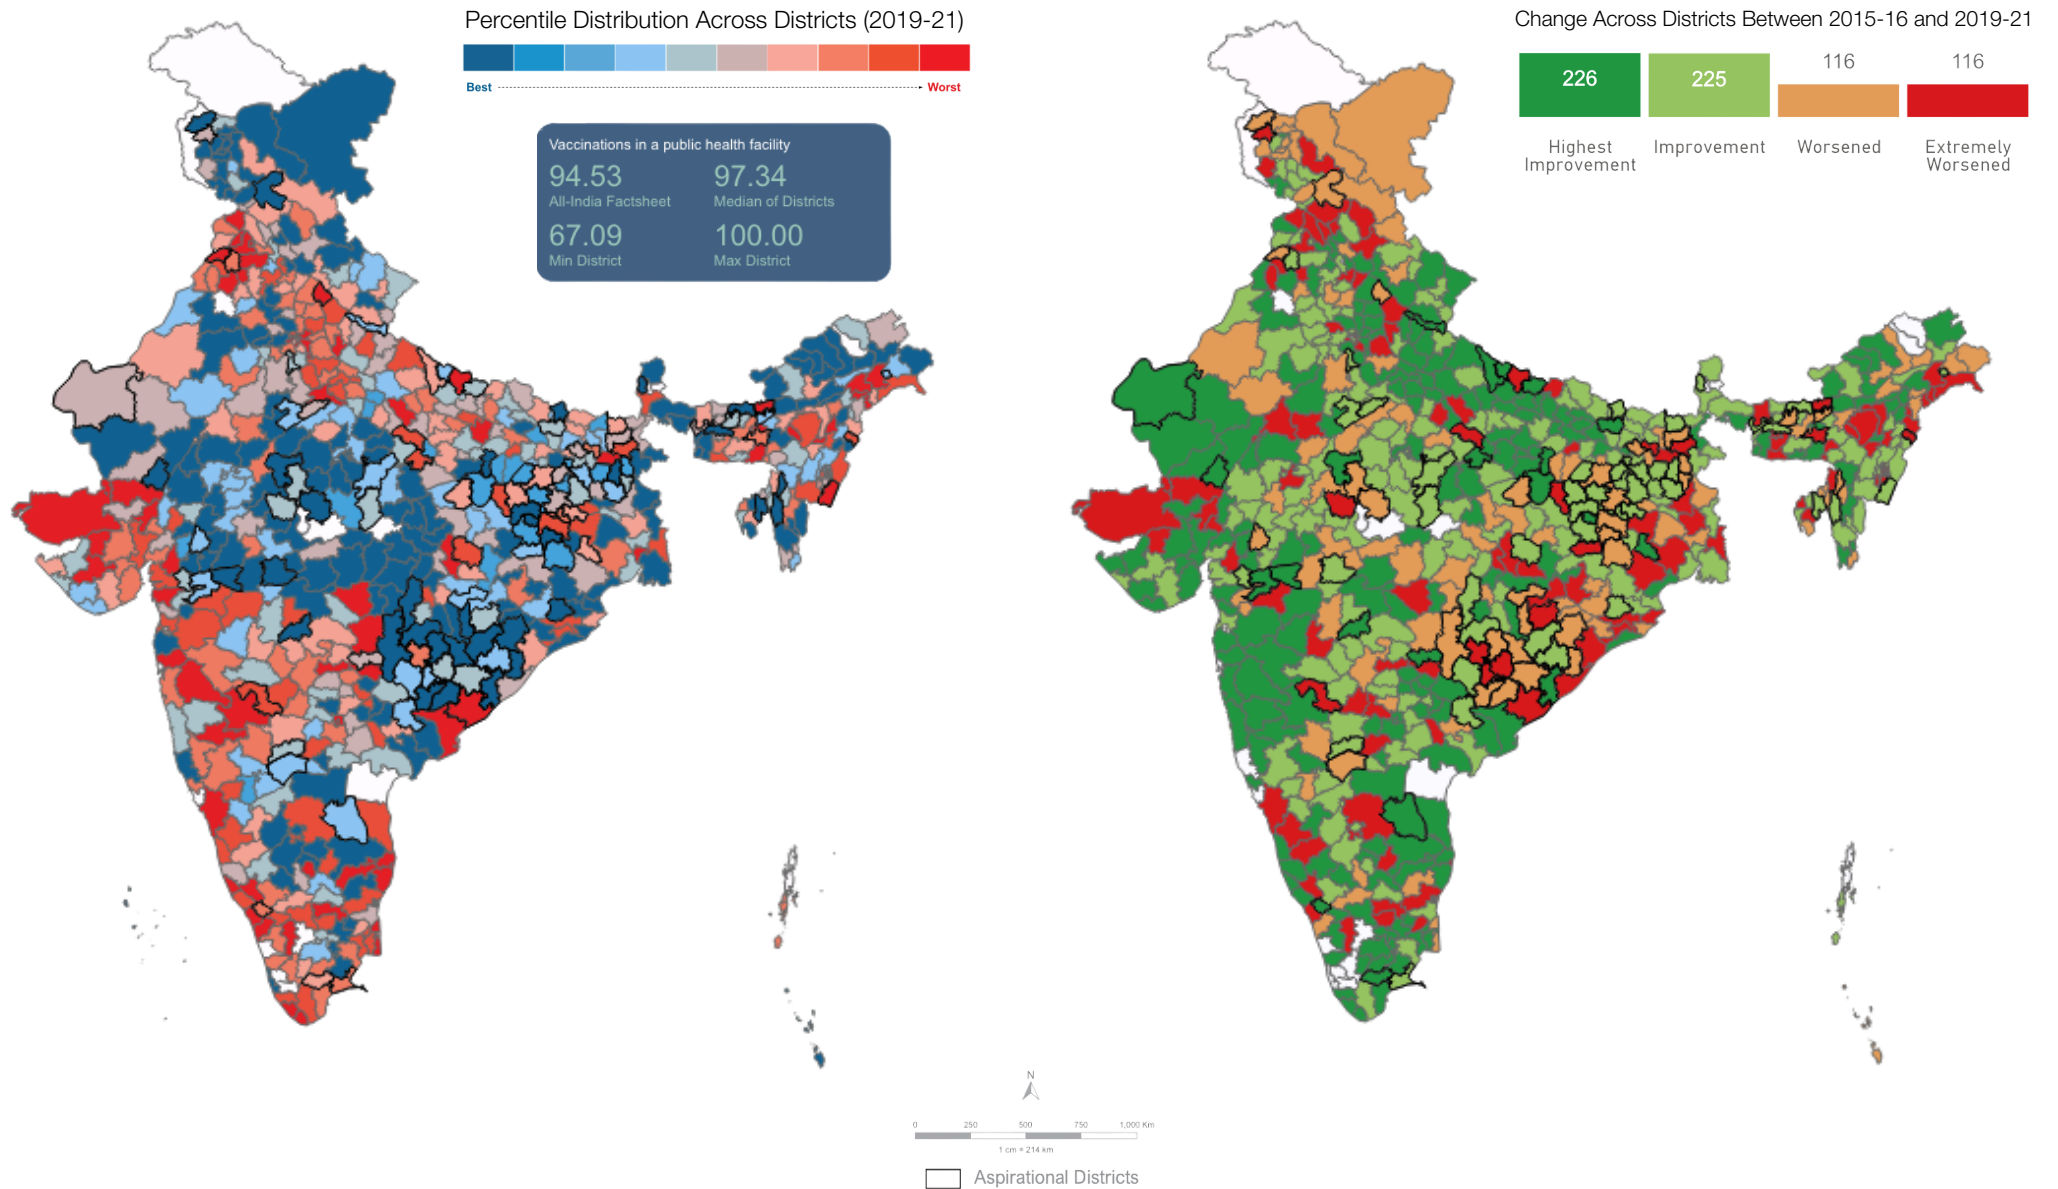 Percentile Distribution Across Districts (2019-21)
Best
Worst
Vaccinations in a public health facility
94.53
97.34
All-India Factsheet
Median of Districts
67.09
100.00
Min District
Max District
Change Across Districts Between 2015-16 and 2019-21
226
225
116
116
Highest
Improvement
Improvement
Worsened
Extremely
Worsened
N
0
250
500
750
1,000 Km
1 cm = 214 km
Aspirational Districts